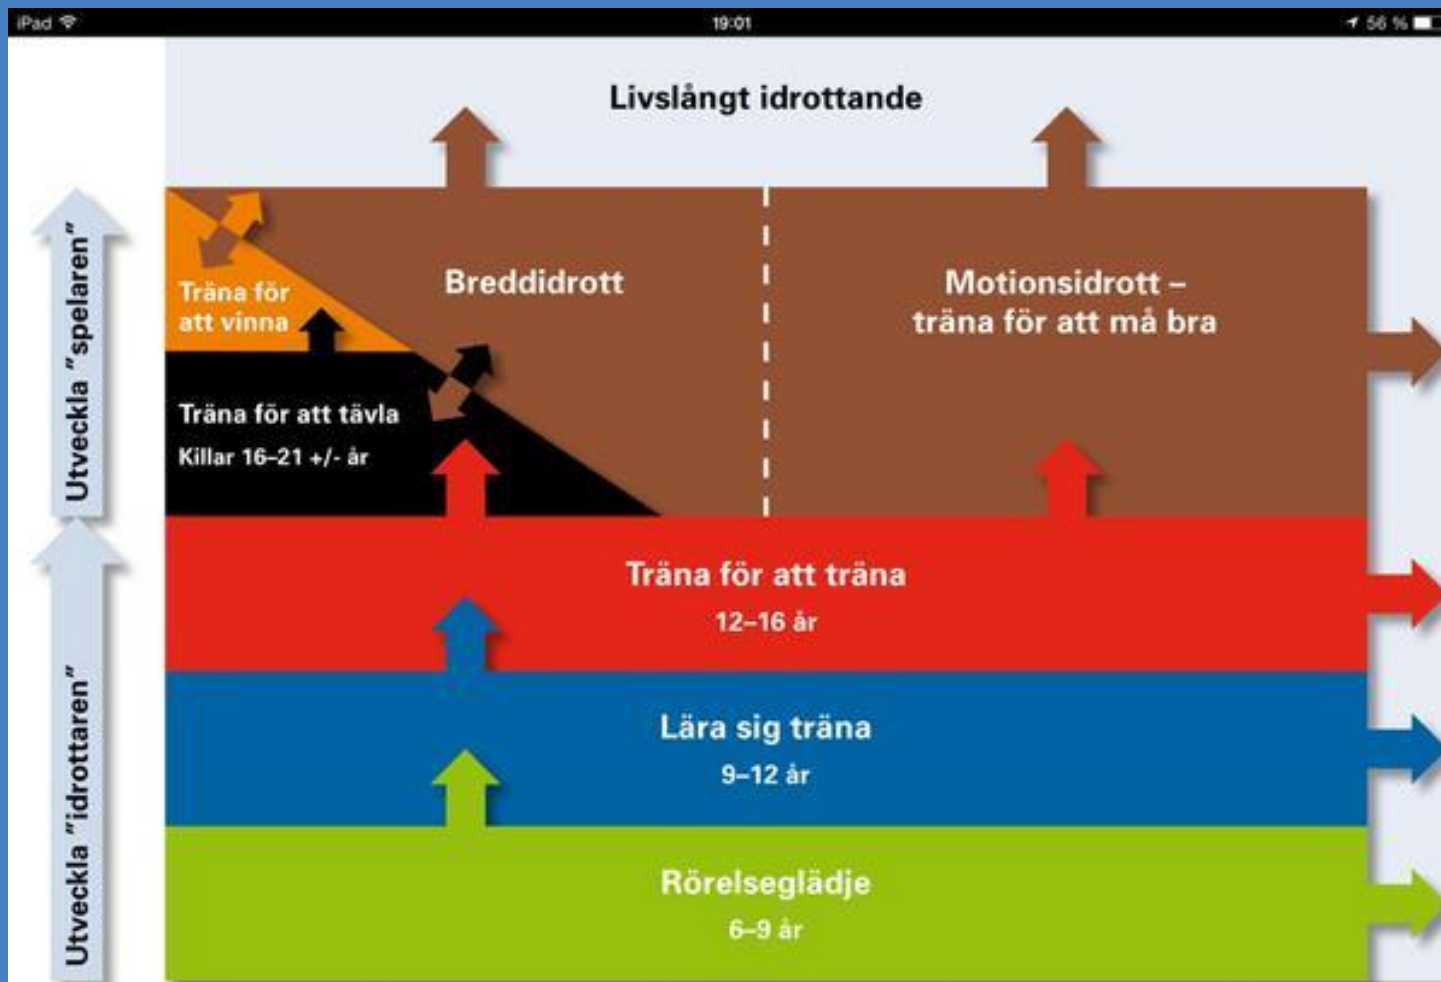 iPad
19:01
56 %
Livslångt idrottande
Utveckla "spelaren"
Träna för
att vinna
Breddidrott
Motionsidrott –
träna för att må bra
Träna för att tävla
Killar 16–21 +/- år
Utveckla "idrottaren"
Träna för att träna
12–16 år
Lära sig träna
9–12 år
Rörelseglädje
6–9 år